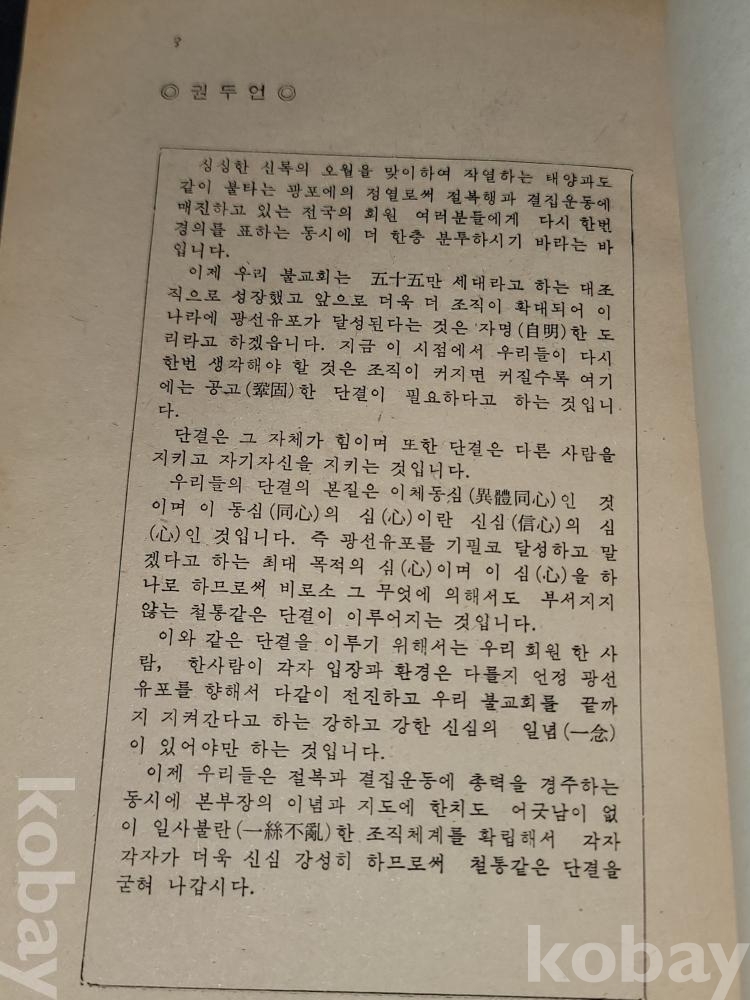 8
◎ 권 두 언 ◎
싱싱한 신록의 오월을 맞이하여 작열하는 태양과도
같이 불타는 광포에의 정열로써 절복행과 결집운동에
매진하고 있는 전국의 회원 여러분들에게 다시 한번
경의를 표하는 동시에 더 한층 분투하시기 바라는 바
입니다.
이제 우리 불교회는 五十五만 세대라고 하는 대조
직으로 성장했고 앞으로 더욱 더 조직이 확대되어 이
나라에 광선유포가 달성된다는 것은 자명(自明)한 도
리라고 하겠읍니다. 지금 이 시점에서 우리들이 다시
한번 생각해야 할 것은 조직이 커지면 커질수록 여기
에는 공고(鞏固)한 단결이 필요하다고 하는 것입니
다.
단결은 그 자체가 힘이며 또한 단결은 다른 사람을
지키고 자기자신을 지키는 것입니다.
우리들의 단결의 본질은 이체동심(異體同心)인 것
이며 이 동심(同心)의 심(心)이란 신심(信心)의 심
(心)인 것입니다. 즉 광선유포를 기필코 달성하고 말
겠다고 하는 최대 목적의 심(心)이며 이 심(心)을 하
나로 하므로써 비로소 그 무엇에 의해서도 부서지지
않는 철통같은 단결이 이루어지는 것입니다.
이와 같은 단결을 이루기 위해서는 우리 회원 한 사
람, 한사람이 각자 입장과 환경은 다를지 언정 광선
유포를 향해서 다같이 전진하고 우리 불교회를 끝까
지 지켜간다고 하는 강하고 강한 신심의 일념(一念)
이 있어야만 하는 것입니다.
이제 우리들은 절복과 결집운동에 총력을 경주하는
동시에 본부장의 이념과 지도에 한치도 어긋남이 없
이 일사불란(一絲不亂)한 조직체계를 확립해서 각자
각자가 더욱 신심 강성히 하므로써 철통같은 단결을
굳혀 나갑시다.
kobay
kobay